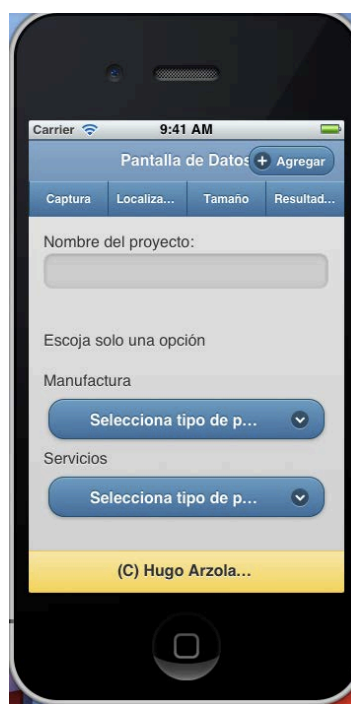 Carrier 9:41 AM
Pantalla de Datos + Agregar
Captura Localiza... Tamaño Resultad...
Nombre del proyecto:
Escoja solo una opción
Manufactura
Selecciona tipo de p...
Servicios
Selecciona tipo de p...
(C) Hugo Arzola...